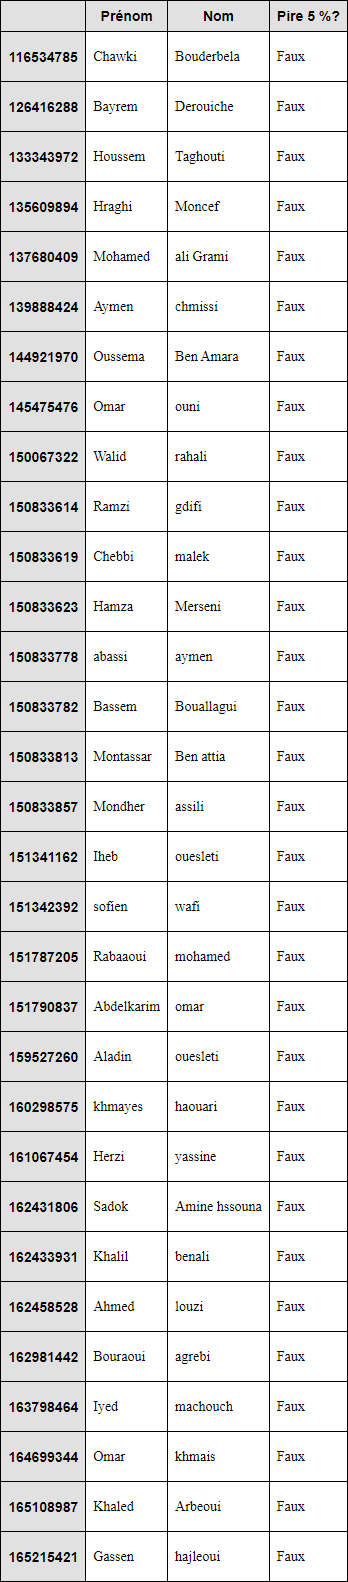 Prénom Nom Pire 5 %?
116534785 Chawki Bouderbela Faux
126416288 Bayrem Derouiche Faux
133343972 Houssem Taghouti Faux
135609894 Hraghi Moncef Faux
137680409 Mohamed ali Grami Faux
139888424 Aymen chmissi Faux
144921970 Oussema Ben Amara Faux
145475476 Omar ouni Faux
150067322 Walid rahali Faux
150833614 Ramzi gdifi Faux
150833619 Chebbi malek Faux
150833623 Hamza Merseni Faux
150833778 abassi aymen Faux
150833782 Bassem Bouallagui Faux
150833813 Montassar Ben attia Faux
150833857 Mondher assili Faux
151341162 Iheb ouesleti Faux
151342392 sofien wafi Faux
151787205 Rabaaoui mohamed Faux
151790837 Abdelkarim omar Faux
159527260 Aladin ouesleti Faux
160298575 khmayes haouari Faux
161067454 Herzi yassine Faux
162431806 Sadok Amine hssouna Faux
162433931 Khalil benali Faux
162458528 Ahmed louzi Faux
162981442 Bouraoui agrebi Faux
163798464 Iyed machouch Faux
164699344 Omar khmais Faux
165108987 Khaled Arbeoui Faux
165215421 Gassen hajleoui Faux